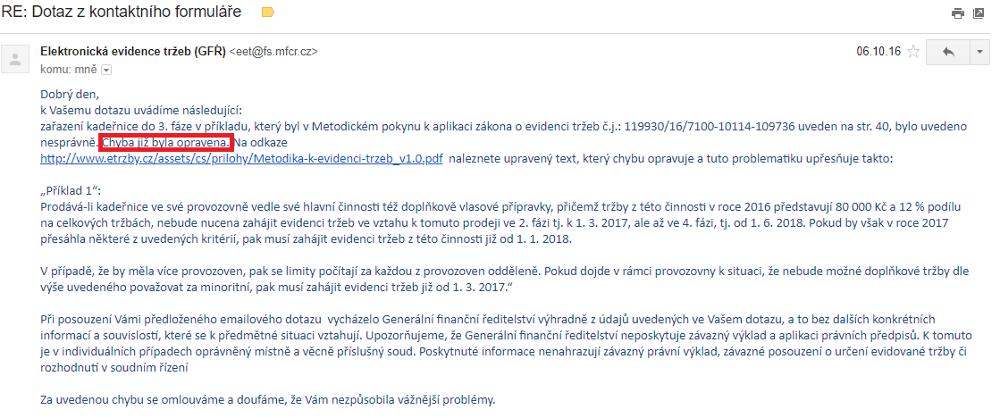 RE: Dotaz z kontaktního formuláře
Elektronická evidence tržeb (GFŘ) <eet@fs.mfcr.cz>
06.10.16
komu: mně
Dobrý den,
k Vašemu dotazu uvádíme následující:
zařazení kadeřnice do 3. fáze v příkladu, který byl v Metodickém pokynu k aplikaci zákona o evidenci tržeb č.j.: 119930/16/7100-10114-109736 uveden na str. 40, bylo uvedeno
nesprávně. Chyba již byla opravena. Na odkaze
http://www.etrzby.cz/assets/cs/prilohy/Metodika-k-evidenci-trzeb_v1.0.pdf naleznete upravený text, který chybu opravuje a tuto problematiku upřesňuje takto:
„Příklad 1“:
Prodává-li kadeřnice ve své provozovně vedle své hlavní činnosti též doplňkově vlasové přípravky, přičemž tržby z této činnosti v roce 2016 představují 80 000 Kč a 12 % podílu
na celkových tržbách, nebude nucena zahájit evidenci tržeb ve vztahu k tomuto prodeji ve 2. fázi tj. k 1. 3. 2017, ale až ve 4. fázi, tj. od 1. 6. 2018. Pokud by však v roce 2017
přesáhla některé z uvedených kritérií, pak musí zahájit evidenci tržeb z této činnosti již od 1. 1. 2018.
V případě, že by měla více provozoven, pak se limity počítají za každou z provozoven odděleně. Pokud dojde v rámci provozovny k situaci, že nebude možné doplňkové tržby dle
výše uvedeného považovat za minoritní, pak musí zahájit evidenci tržeb již od 1. 3. 2017.“
Při posouzení Vámi předloženého emailového dotazu vycházelo Generální finanční ředitelství výhradně z údajů uvedených ve Vašem dotazu, a to bez dalších konkrétních
informací a souvislostí, které se k předmětné situaci vztahují. Upozorňujeme, že Generální finanční ředitelství neposkytuje závazný výklad a aplikaci právních předpisů. K tomuto
je v individuálních případech oprávněný místně a věcně příslušný soud. Poskytnuté informace nenahrazují závazný právní výklad, závazné posouzení o určení evidované tržby či
rozhodnutí v soudním řízení
Za uvedenou chybu se omlouváme a doufáme, že Vám nezpůsobila vážnější problémy.